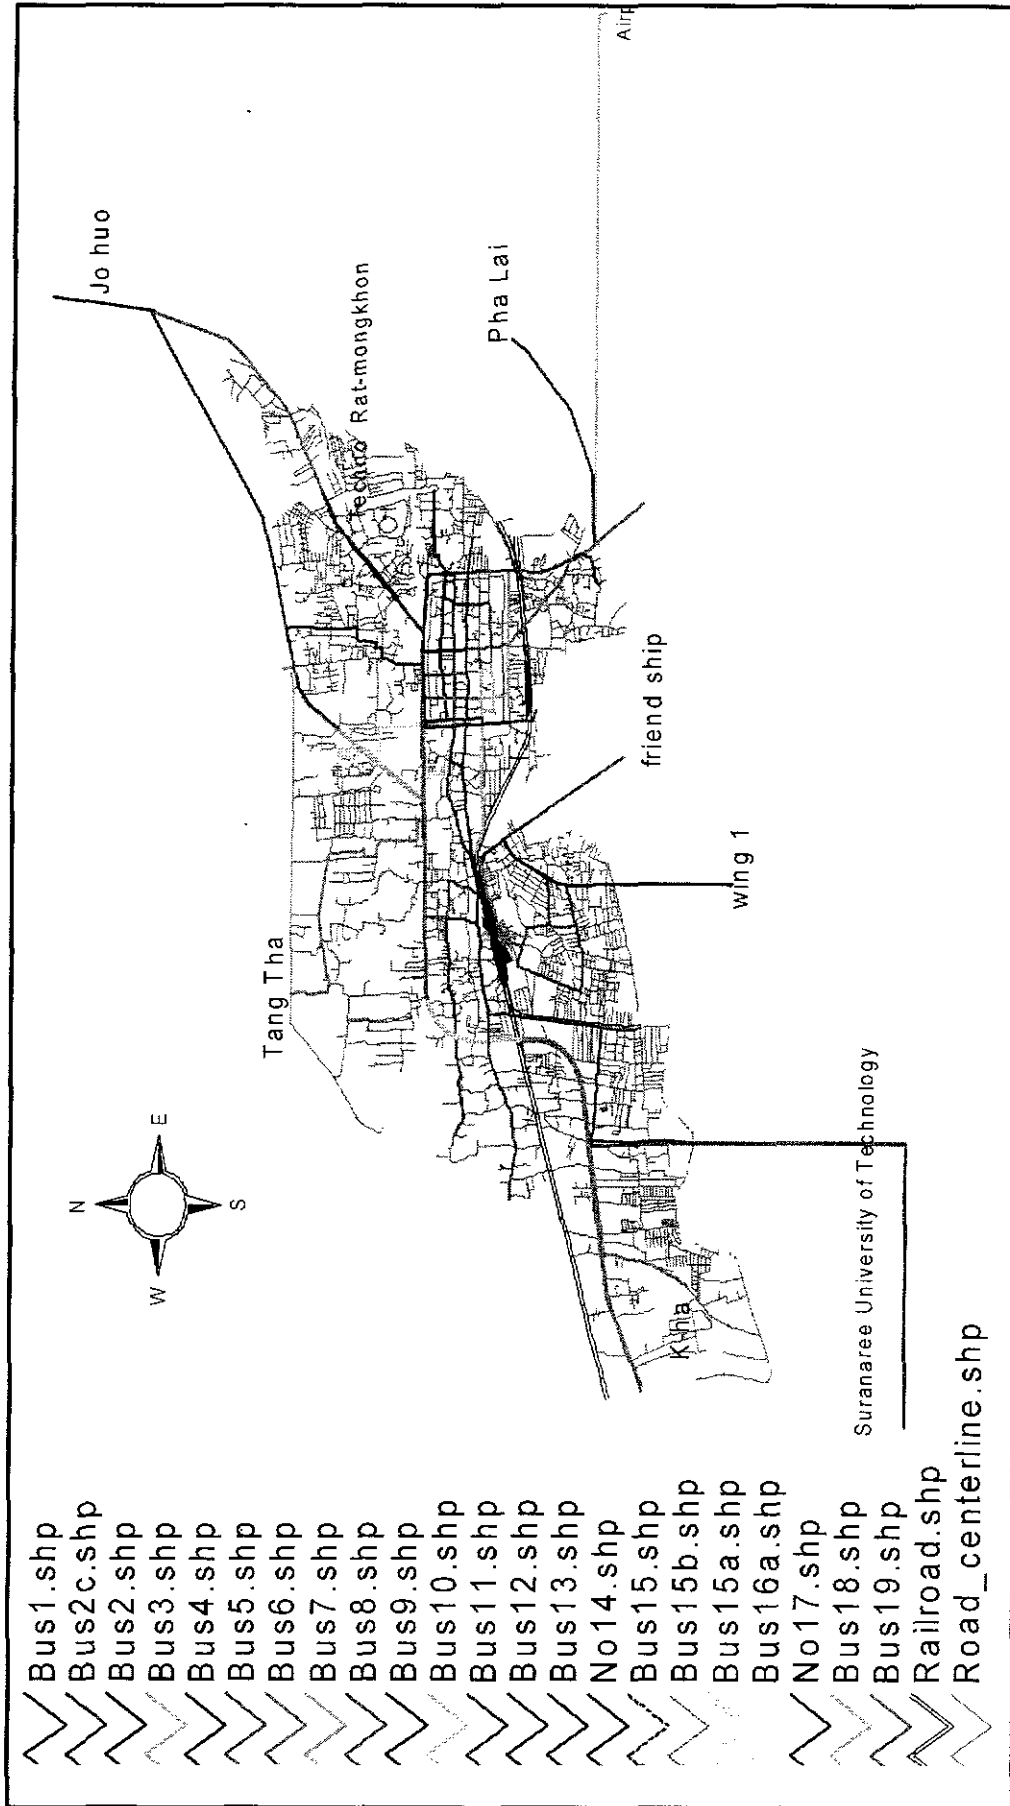 Bus1.shp
Bus2c.shp
Bus2.shp
Bus3.shp
Bus4.shp
Bus5.shp
Bus6.shp
Bus7.shp
Bus8.shp
Bus9.shp
Bus10.shp
Bus11.shp
Bus12.shp
Bus13.shp
No14.shp
Bus15.shp
Bus15b.shp
Bus15a.shp
Bus16a.shp
No17.shp
Bus18.shp
Bus19.shp
Railroad.shp
Road_centerline.shp
N
E
S
W
Tang Tha
Jo huo
Techno Rat-mongkhon
Pha Lai
Airp
friend ship
wing 1
Suranaree University of Technology